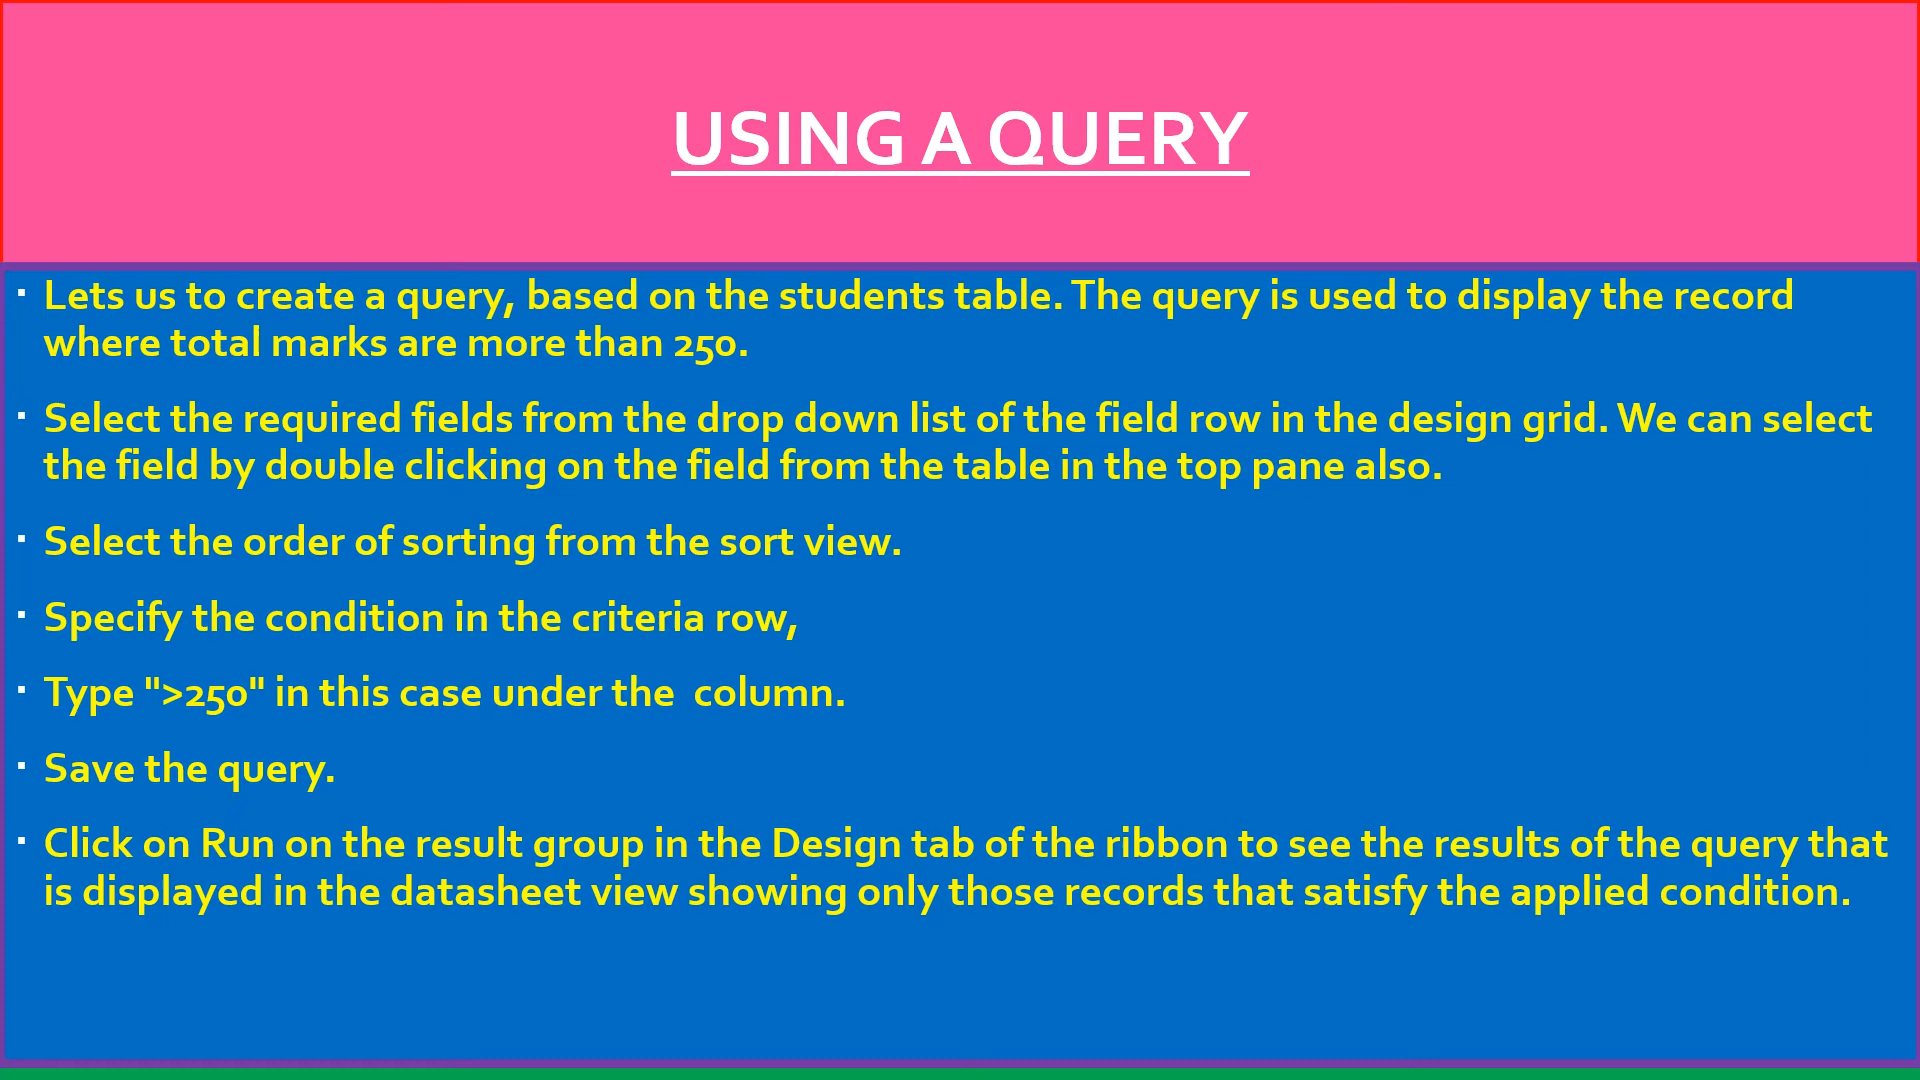 USING A QUERY
▪ Lets us to create a query, based on the students table. The query is used to display the record
where total marks are more than 250.
▪ Select the required fields from the drop down list of the field row in the design grid. We can select
the field by double clicking on the field from the table in the top pane also.
▪ Select the order of sorting from the sort view.
▪ Specify the condition in the criteria row,
▪ Type ">250" in this case under the  column.
▪ Save the query.
▪ Click on Run on the result group in the Design tab of the ribbon to see the results of the query that
is displayed in the datasheet view showing only those records that satisfy the applied condition.